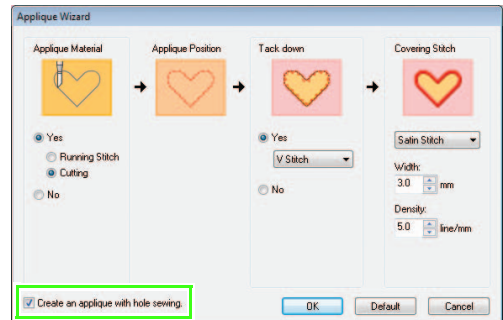 Applique Wizard
Applique Material
Applique Position
Tack down
Covering Stitch
Yes
Running Stitch
Cutting
No
Yes
V Stitch
No
Satin Stitch
Width:
3.0 mm
Density:
5.0 line/mm
Create an applique with hole sewing.
OK
Default
Cancel